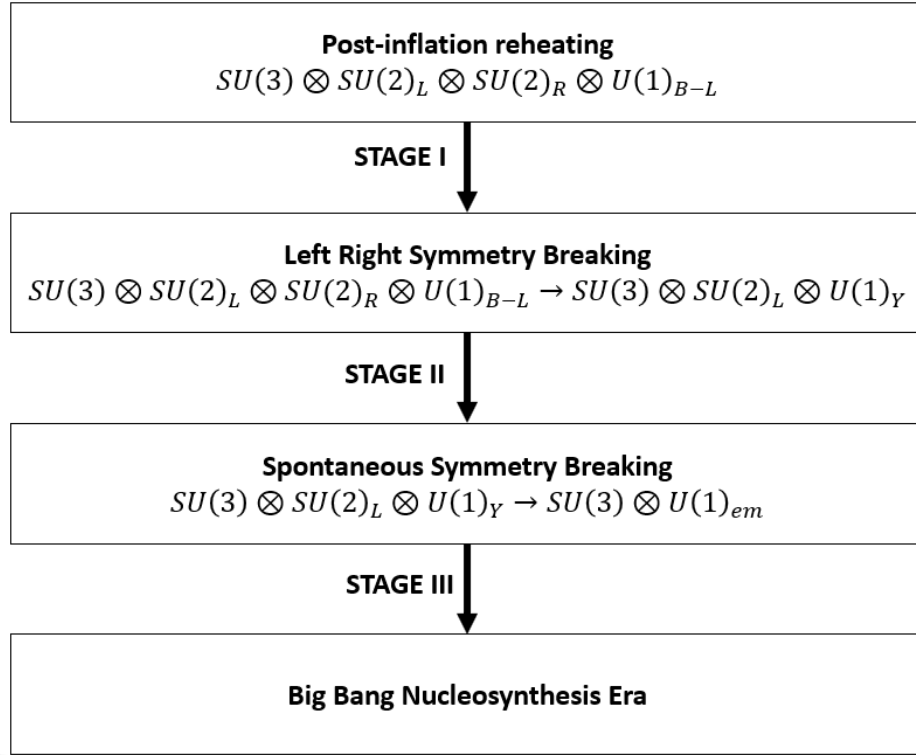 Post-inflation reheating
SU(3) ⊗ SU(2)_L ⊗ SU(2)_R ⊗ U(1)_{B−L}
STAGE I
Left Right Symmetry Breaking
SU(3) ⊗ SU(2)_L ⊗ SU(2)_R ⊗ U(1)_{B−L} → SU(3) ⊗ SU(2)_L ⊗ U(1)_Y
STAGE II
Spontaneous Symmetry Breaking
SU(3) ⊗ SU(2)_L ⊗ U(1)_Y → SU(3) ⊗ U(1)_{em}
STAGE III
Big Bang Nucleosynthesis Era